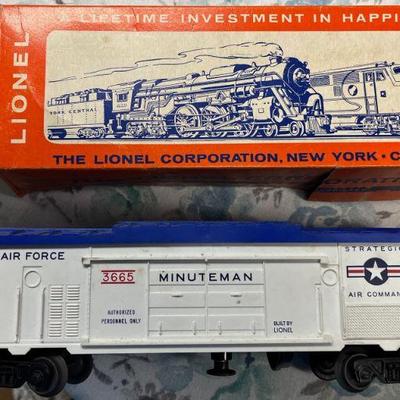 LIONEL
A LIFETIME INVESTMENT IN HAPPI
YORK CENTRAL
THE LIONEL CORPORATION, NEW YORK • C
AIR FORCE
3665
MINUTEMAN
STRATEGIC
AIR COMMAN
AUTHORIZED
PERSONNEL ONLY
BUILT BY
LIONEL